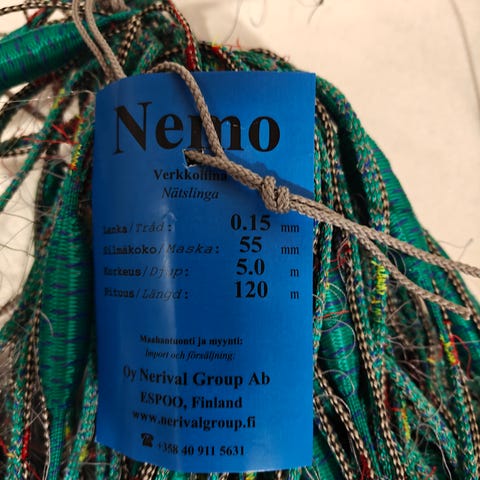 Nemo
Verkkoliina
Nätslinga
Lanka/Tråd: 0.15 mm
Silmäkoko/Maska: 55 mm
Korkeus/Djup: 5.0 m
Pituus/Längd: 120 m
Maahantuonti ja myynti:
Import och försäljning:
Oy Nerival Group Ab
ESPOO, Finland
www.nerivalgroup.fi
☎ +358 40 911 5631